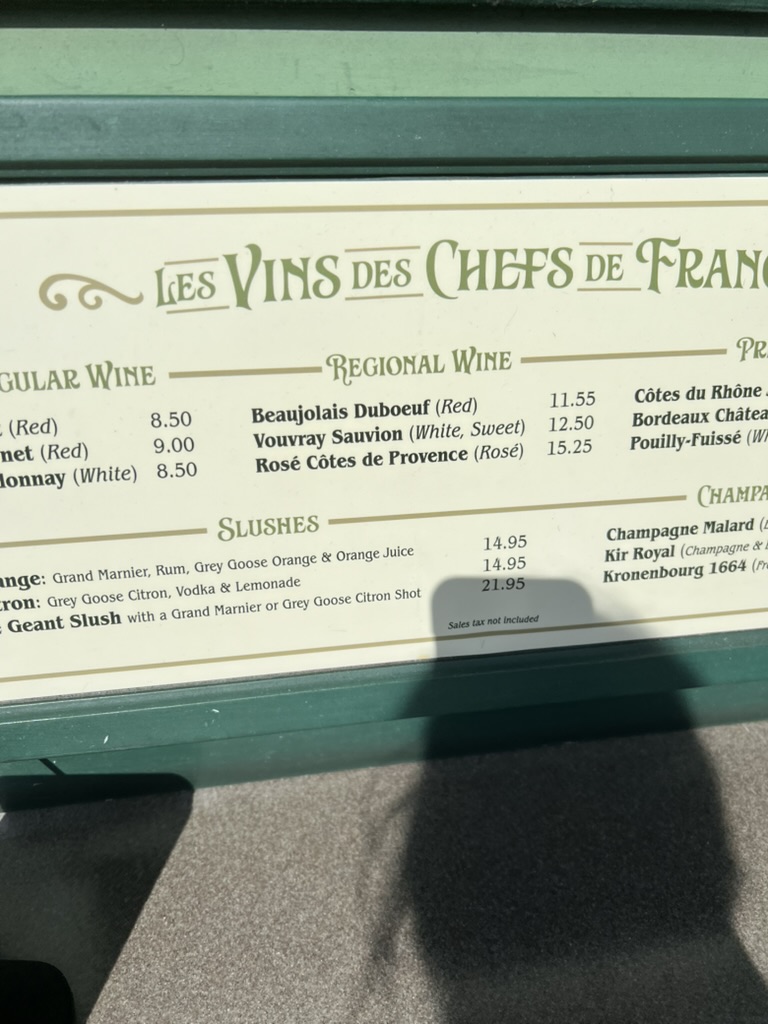 LES VINS DES CHEFS DE FRANC
GULAR WINE
(Red) 8.50
net (Red) 9.00
lonnay (White) 8.50
REGIONAL WINE
Beaujolais Duboeuf (Red) 11.55
Vouvray Sauvion (White, Sweet) 12.50
Rosé Côtes de Provence (Rosé) 15.25
PR
Côtes du Rhône
Bordeaux Châtea
Pouilly-Fuissé (W
SLUSHES
ange: Grand Marnier, Rum, Grey Goose Orange & Orange Juice 14.95
tron: Grey Goose Citron, Vodka & Lemonade 14.95
Geant Slush with a Grand Marnier or Grey Goose Citron Shot 21.95
CHAMPA
Champagne Malard
Kir Royal (Champagne &
Kronenbourg 1664
Sales tax not included